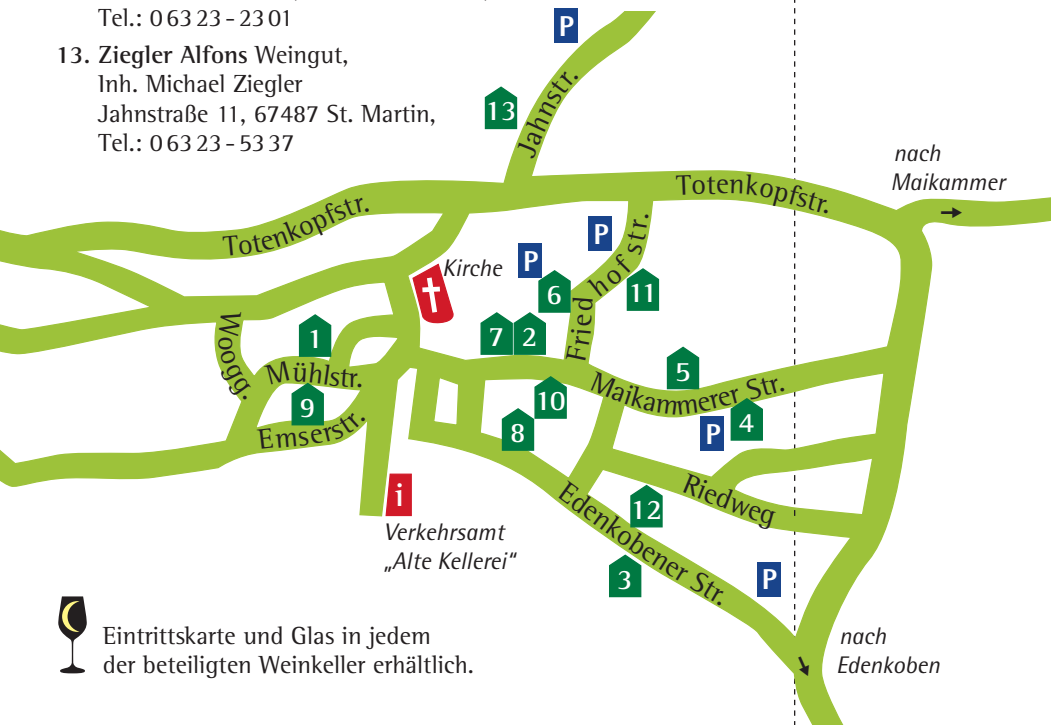 Tel.: 0 63 23 - 23 01
13. Ziegler Alfons Weingut,
Inh. Michael Ziegler
Jahnstraße 11, 67487 St. Martin,
Tel.: 0 63 23 - 53 37
P
13
Jahnstr.
nach
Maikammer
Totenkopfstr.
Totenkopfstr.
P
P
Kirche
Friedhofstr.
6
11
7
2
1
Woogg.
Mühlstr.
9
Emserstr.
5
Maikammerer Str.
10
8
P
4
i
Verkehrsamt
„Alte Kellerei“
Riedweg
12
Edenkobener Str.
3
P
nach
Edenkoben
Eintrittskarte und Glas in jedem
der beteiligten Weinkeller erhältlich.